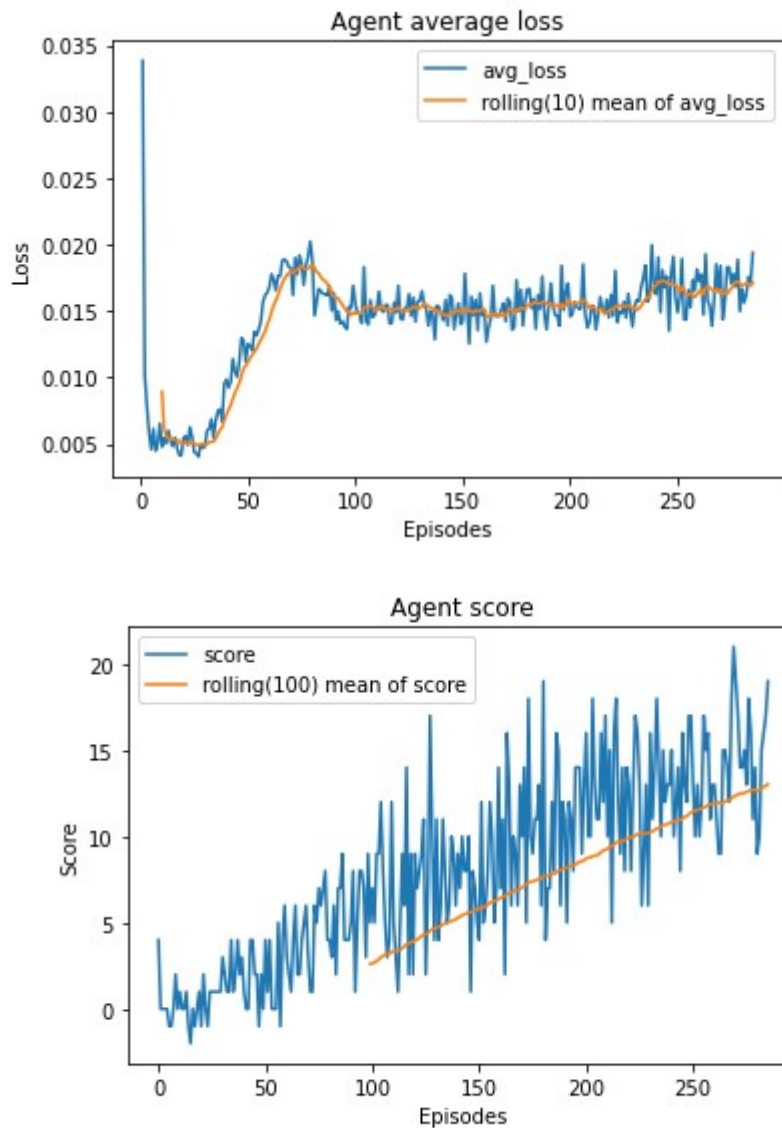 Agent average loss
avg_loss
rolling(10) mean of avg_loss
0.035
0.030
0.025
0.020
0.015
0.010
0.005
Loss
0 50 100 150 200 250
Episodes
Agent score
score
rolling(100) mean of score
20
15
10
5
0
Score
0 50 100 150 200 250
Episodes